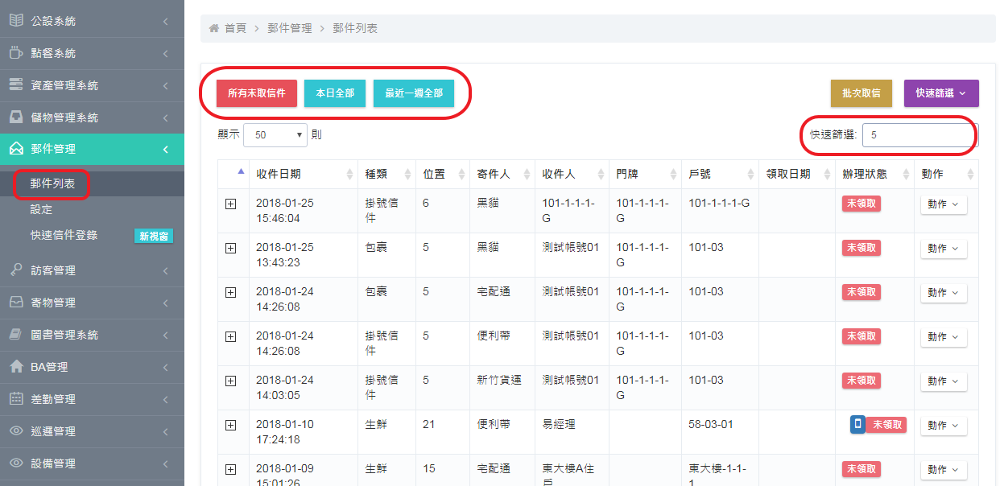 公設系統
點餐系統
資產管理系統
儲物管理系統
郵件管理
郵件列表
設定
快速信件登錄 新視窗
訪客管理
寄物管理
圖書管理系統
BA管理
差勤管理
巡邏管理
設備管理
首頁 > 郵件管理 > 郵件列表
所有未取信件 本日全部 最近一週全部 批次取信 快速篩選
顯示 50 則 快速篩選: 5
收件日期 種類 位置 寄件人 收件人 門牌 戶號 領取日期 辦理狀態 動作
2018-01-25 掛號信 6 黑貓 101-1-1-1- 101-1-1-1- 101-1-1-1-G 未領取 動作
15:46:04 件 G G
2018-01-25 包裹 5 黑貓 測試帳號01 101-1-1-1- 101-03 未領取 動作
13:43:23 G
2018-01-24 包裹 5 宅配通 測試帳號01 101-1-1-1- 101-03 未領取 動作
14:26:08 G
2018-01-24 掛號信 5 便利帶 測試帳號01 101-1-1-1- 101-03 未領取 動作
14:26:08 件 G
2018-01-24 掛號信 5 新竹貨運 測試帳號01 101-1-1-1- 101-03 未領取 動作
14:03:05 件 G
2018-01-10 生鮮 21 便利帶 易經理 58-03-01 未領取 動作
17:24:18
2018-01-09 生鮮 15 宅配通 東大樓A住 東大樓-1-1- 未領取 動作
15:01:26 戶 1